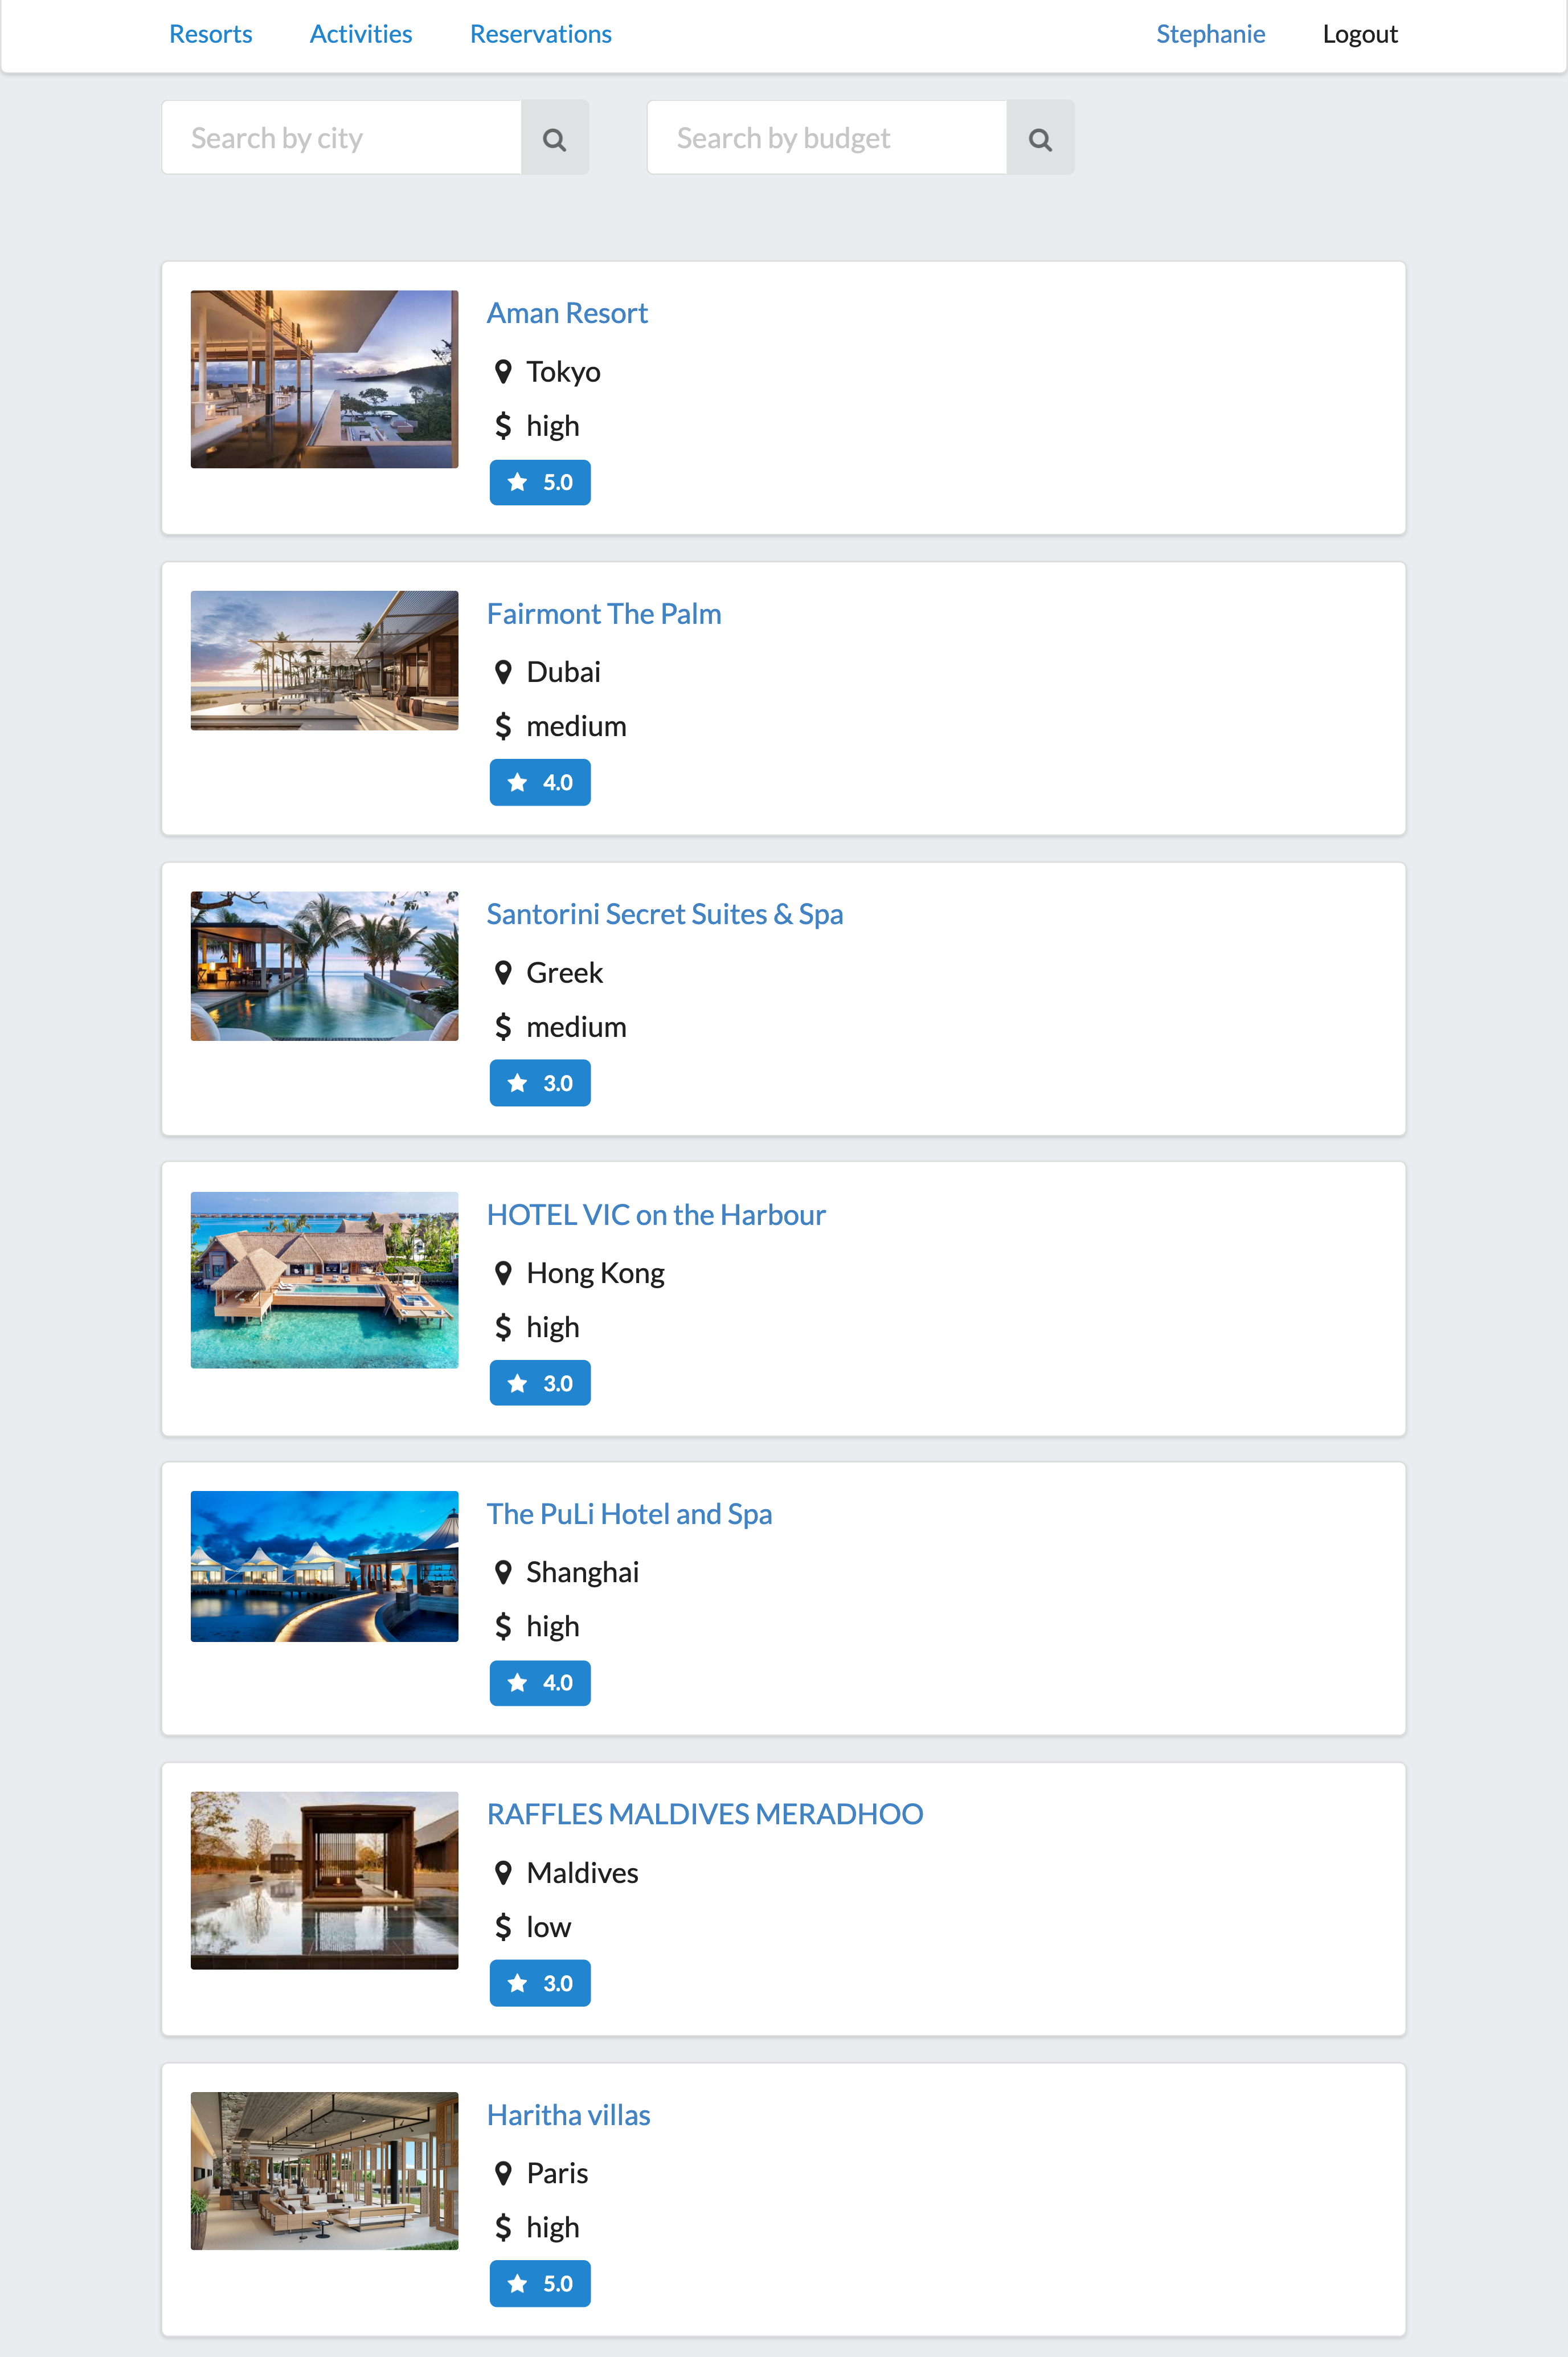 Resorts Activities Reservations Stephanie Logout
Search by city Search by budget
Aman Resort
Tokyo
$ high
5.0
Fairmont The Palm
Dubai
$ medium
4.0
Santorini Secret Suites & Spa
Greek
$ medium
3.0
HOTEL VIC on the Harbour
Hong Kong
$ high
3.0
The PuLi Hotel and Spa
Shanghai
$ high
4.0
RAFFLES MALDIVES MERADHOO
Maldives
$ low
3.0
Haritha villas
Paris
$ high
5.0